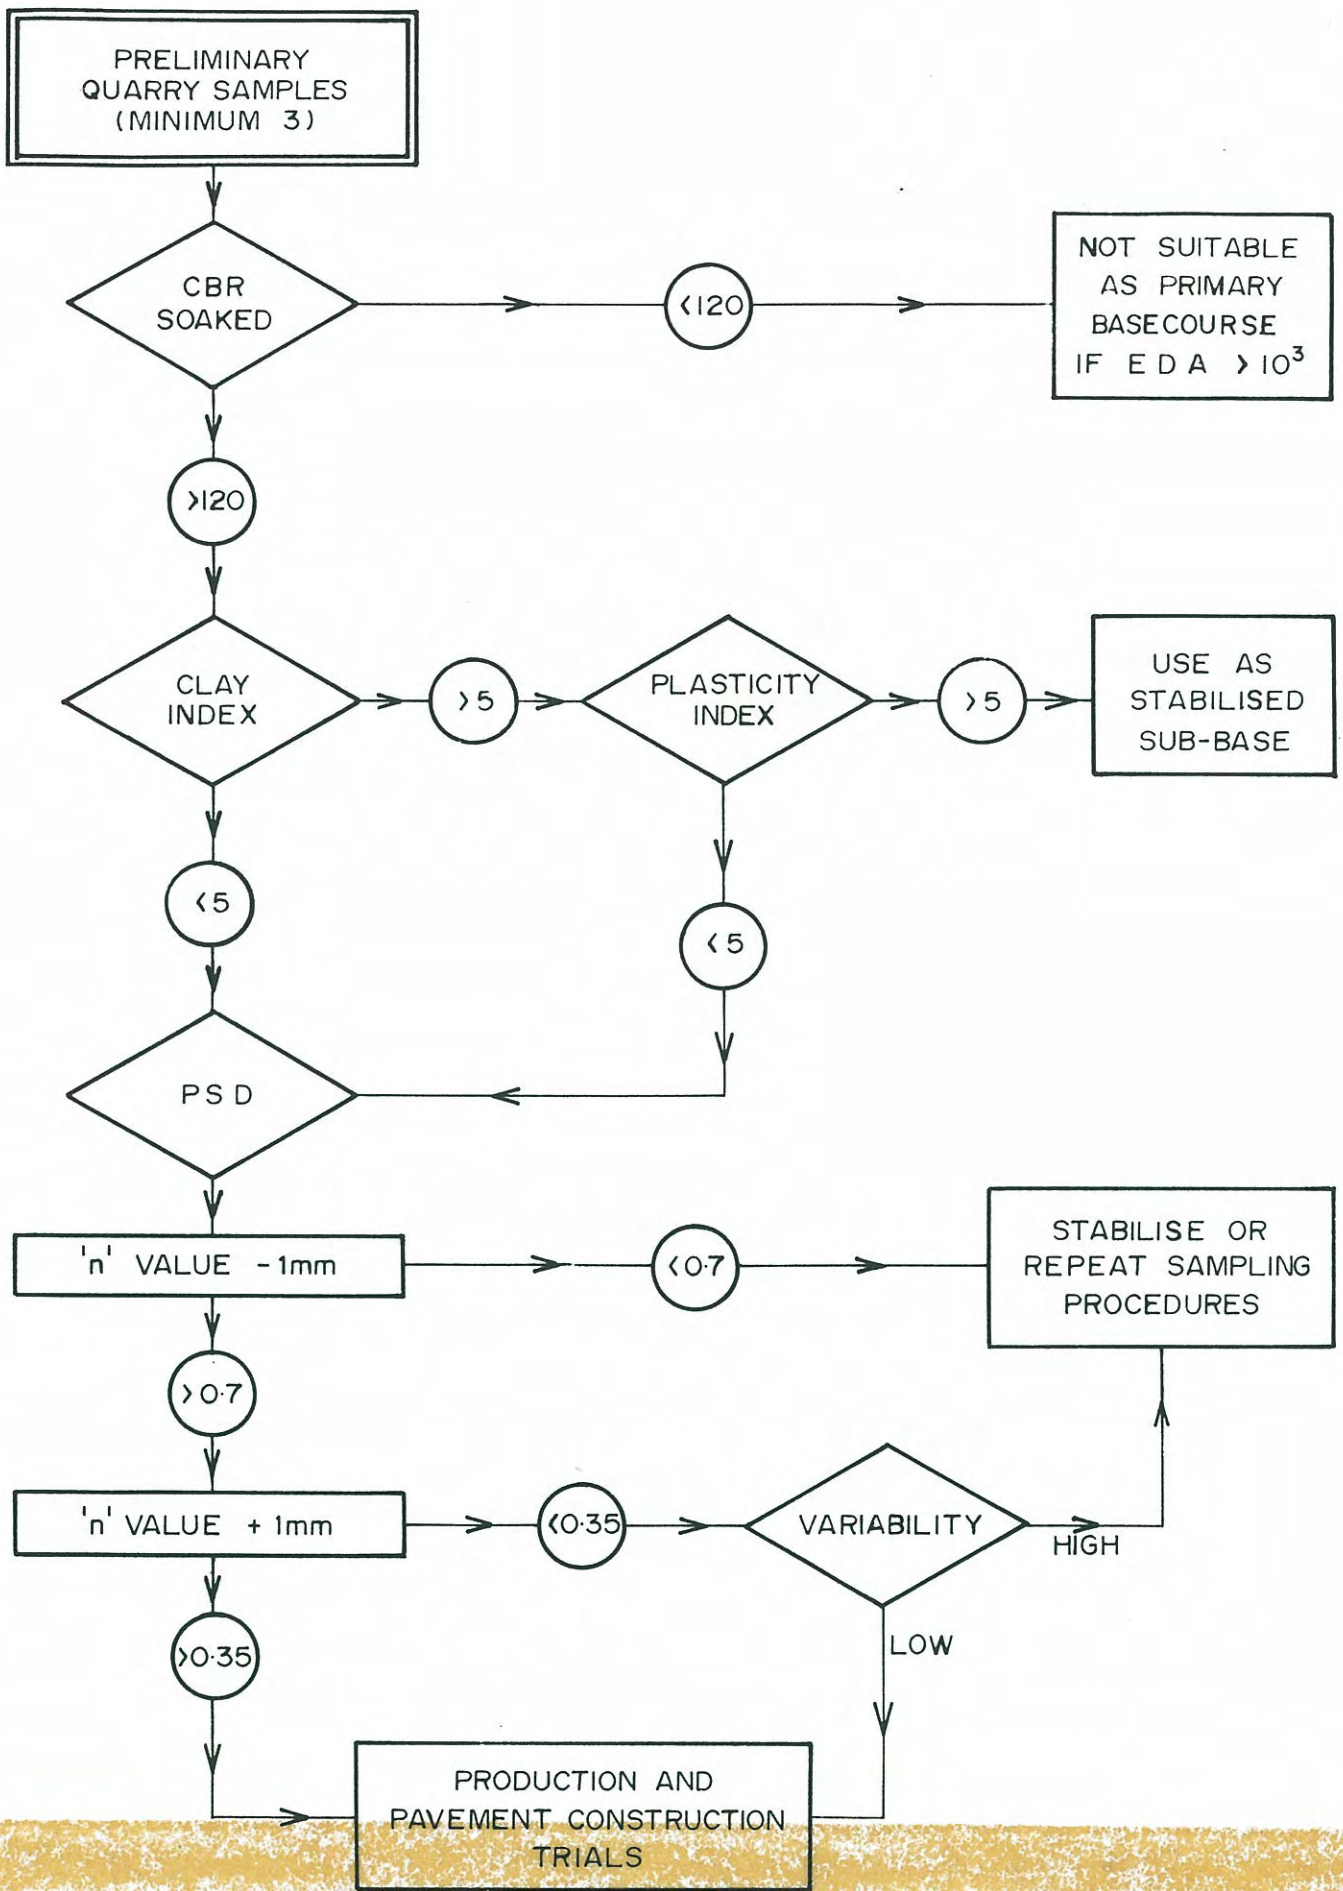 PRELIMINARY
QUARRY SAMPLES
(MINIMUM 3)
CBR
SOAKED
<120
NOT SUITABLE
AS PRIMARY
BASECOURSE
IF E D A > 10³
>120
CLAY
INDEX
>5
PLASTICITY
INDEX
>5
USE AS
STABILISED
SUB-BASE
<5
<5
P S D
'n' VALUE - 1mm
<0·7
STABILISE OR
REPEAT SAMPLING
PROCEDURES
>0·7
'n' VALUE + 1mm
<0·35
VARIABILITY
HIGH
>0·35
LOW
PRODUCTION AND
PAVEMENT CONSTRUCTION
TRIALS